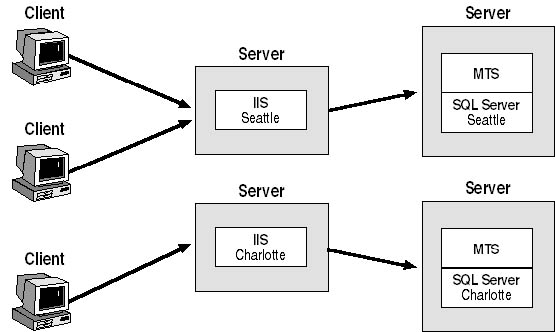 Client
Server
Server
MTS
IIS
Seattle
SQL Server
Seattle
Client
Server
Server
IIS
Charlotte
MTS
Client
SQL Server
Charlotte